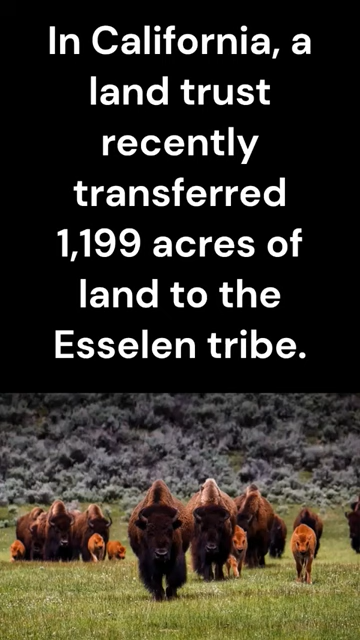 In California, a
land trust
recently
transferred
1,199 acres of
land to the
Esselen tribe.